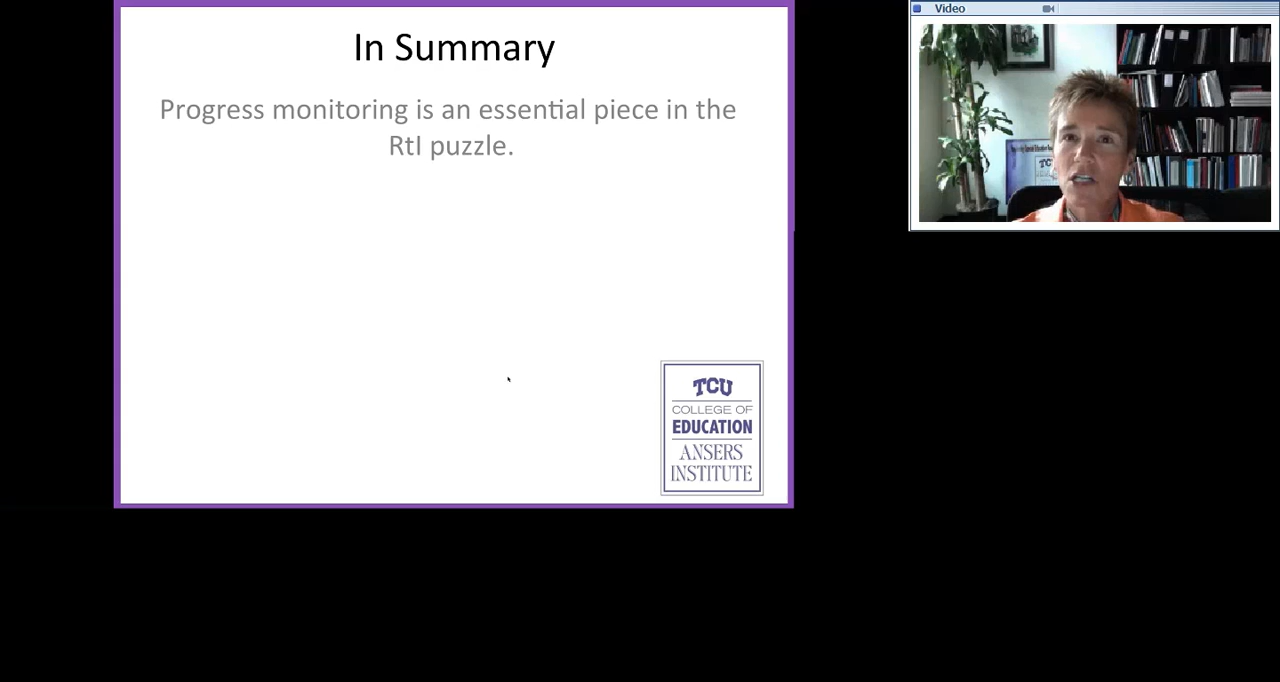 In Summary
Progress monitoring is an essential piece in the
RtI puzzle.
TCU
COLLEGE OF
EDUCATION
ANSERS
INSTITUTE
Video